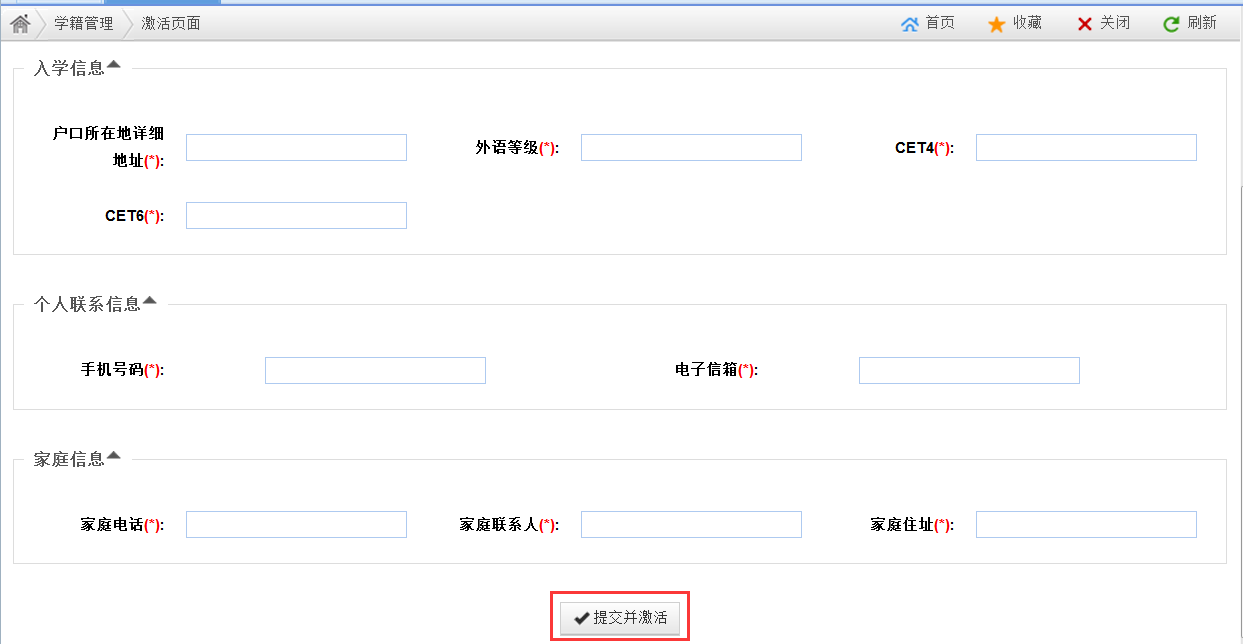 学籍管理 激活页面 首页 收藏 关闭 刷新
入学信息
户口所在地详细
地址(*):
外语等级(*):
CET4(*):
CET6(*):
个人联系信息
手机号码(*):
电子信箱(*):
家庭信息
家庭电话(*):
家庭联系人(*):
家庭住址(*):
提交并激活